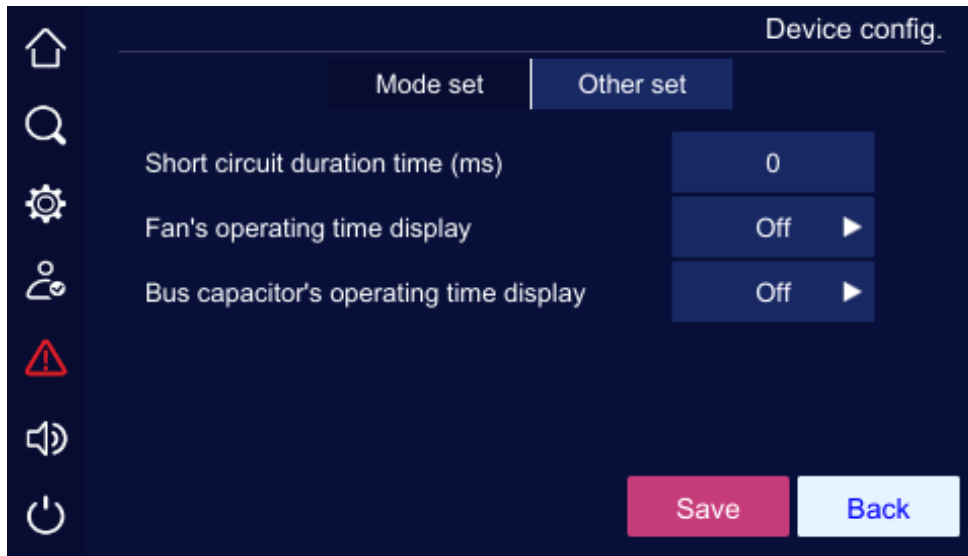 Device config.
Mode set Other set
Short circuit duration time (ms) 0
Fan's operating time display Off
Bus capacitor's operating time display Off
Save Back